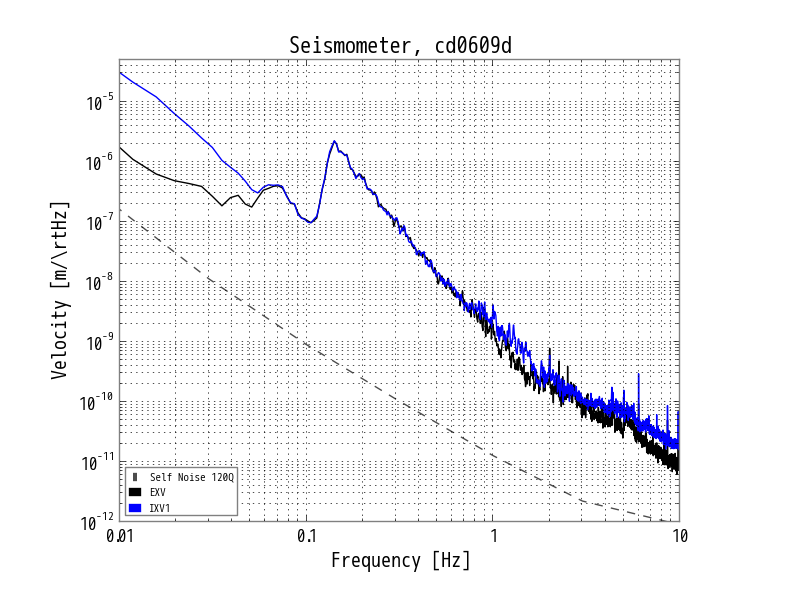 Seismometer, cd0609d
Velocity [m/\rtHz]
10^-5
10^-6
10^-7
10^-8
10^-9
10^-10
10^-11
10^-12
Self Noise 120Q
EXV
IXV1
0.01 0.1 1 10
Frequency [Hz]